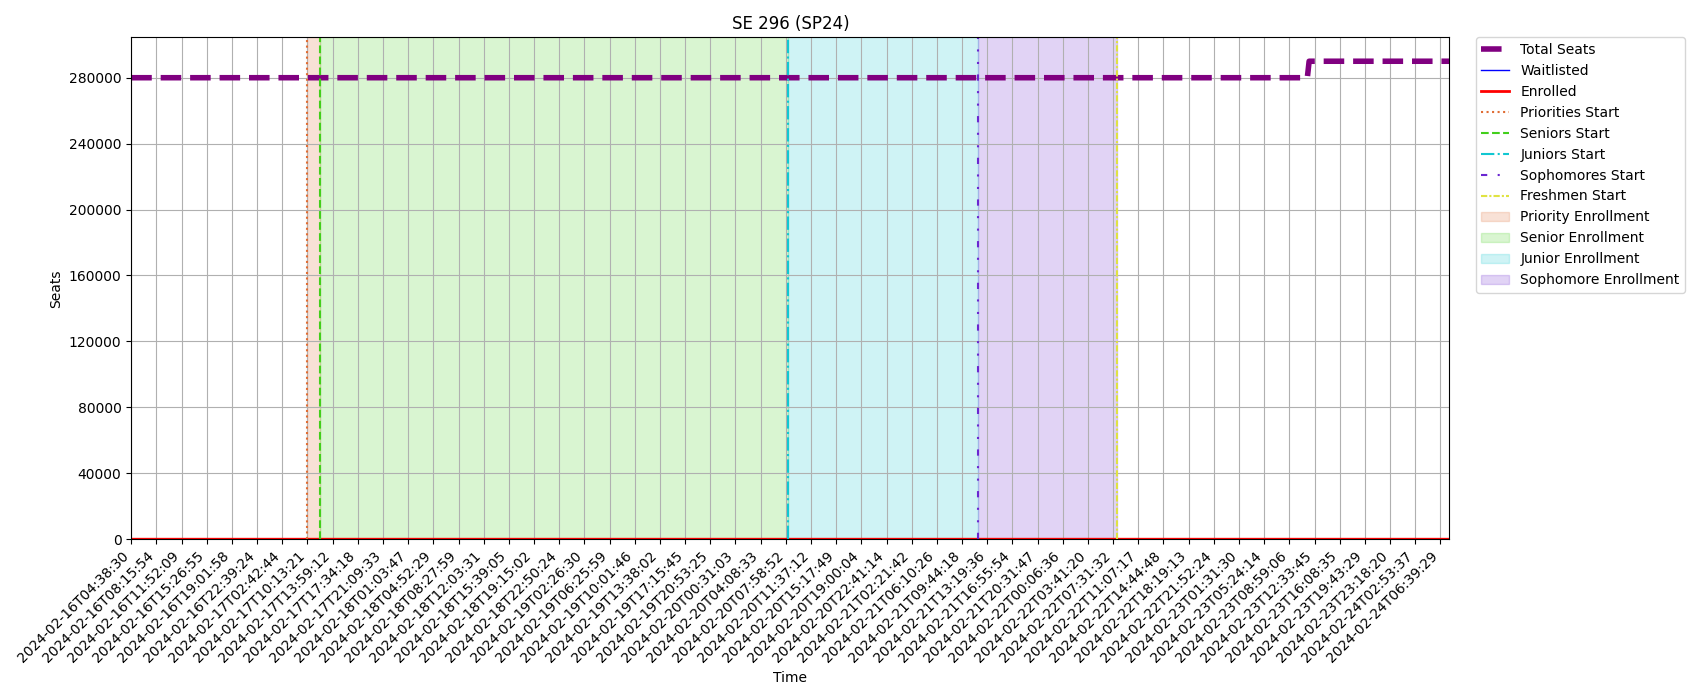 SE 296 (SP24)
Total Seats
Waitlisted
Enrolled
Priorities Start
Seniors Start
Juniors Start
Sophomores Start
Freshmen Start
Priority Enrollment
Senior Enrollment
Junior Enrollment
Sophomore Enrollment
Seats
280000
240000
200000
160000
120000
80000
40000
0
2024-02-16T04:38:30
2024-02-16T08:15:54
2024-02-16T11:52:09
2024-02-16T15:26:55
2024-02-16T19:01:58
2024-02-16T22:39:24
2024-02-17T02:42:44
2024-02-17T10:13:21
2024-02-17T13:59:12
2024-02-17T17:34:18
2024-02-17T21:09:33
2024-02-18T01:03:47
2024-02-18T04:52:29
2024-02-18T08:27:59
2024-02-18T12:03:31
2024-02-18T15:39:05
2024-02-18T19:15:02
2024-02-18T22:50:24
2024-02-19T02:26:30
2024-02-19T06:25:59
2024-02-19T10:01:46
2024-02-19T13:38:02
2024-02-19T17:15:45
2024-02-19T20:53:25
2024-02-20T00:31:03
2024-02-20T04:08:33
2024-02-20T07:58:52
2024-02-20T11:37:12
2024-02-20T15:17:49
2024-02-20T19:00:04
2024-02-20T22:41:14
2024-02-21T02:21:42
2024-02-21T06:10:26
2024-02-21T09:44:18
2024-02-21T13:19:36
2024-02-21T16:55:54
2024-02-21T20:31:47
2024-02-22T00:06:36
2024-02-22T03:41:20
2024-02-22T07:31:32
2024-02-22T11:07:17
2024-02-22T14:44:48
2024-02-22T18:19:13
2024-02-22T21:52:24
2024-02-23T01:31:30
2024-02-23T05:24:14
2024-02-23T08:59:06
2024-02-23T12:33:45
2024-02-23T16:08:35
2024-02-23T19:43:29
2024-02-23T23:18:20
2024-02-24T02:53:37
2024-02-24T06:39:29
Time